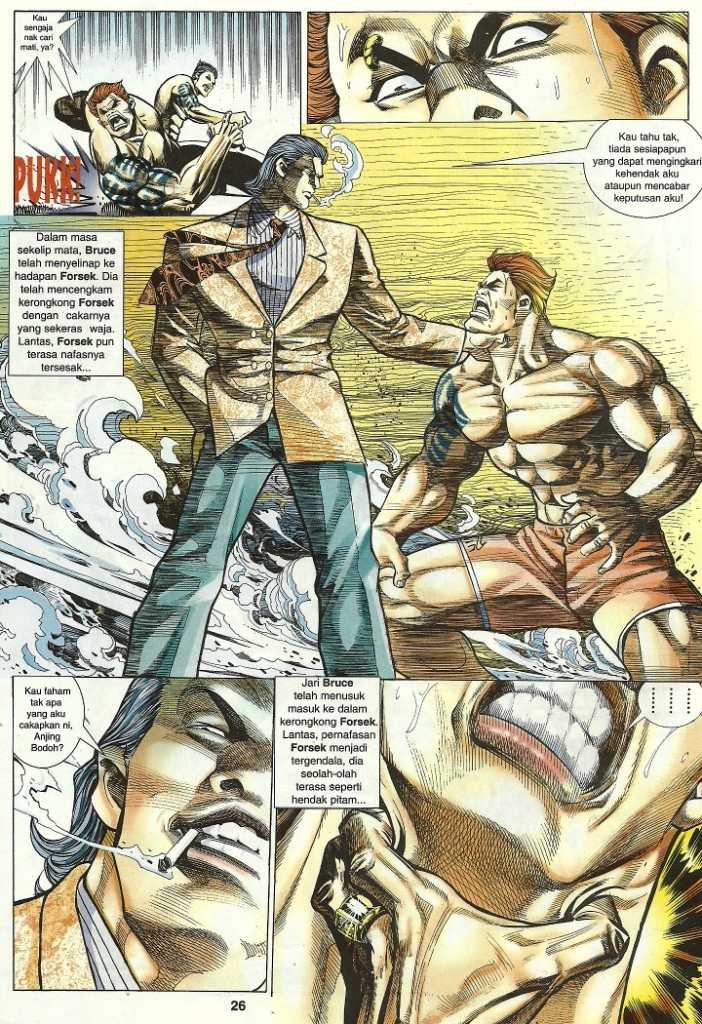 Kau
sengaja
nak cari
mati, ya?
PUKK!
Kau tahu tak,
tiada sesiapapun
yang dapat mengingkari
kehendak aku
ataupun mencabar
keputusan aku!
Dalam masa
sekelip mata, Bruce
telah menyelinap ke
hadapan Forsek. Dia
telah mencengkam
kerongkong Forsek
dengan cakarnya
yang sekeras waja.
Lantas, Forsek pun
terasa nafasnya
tersesak...
Kau faham
tak apa
yang aku
cakapkan ni,
Anjing
Bodoh?
Jari Bruce
telah menusuk
masuk ke dalam
kerongkong Forsek.
Lantas, pernafasan
Forsek menjadi
tergendala, dia
seolah-olah
terasa seperti
hendak pitam...
26